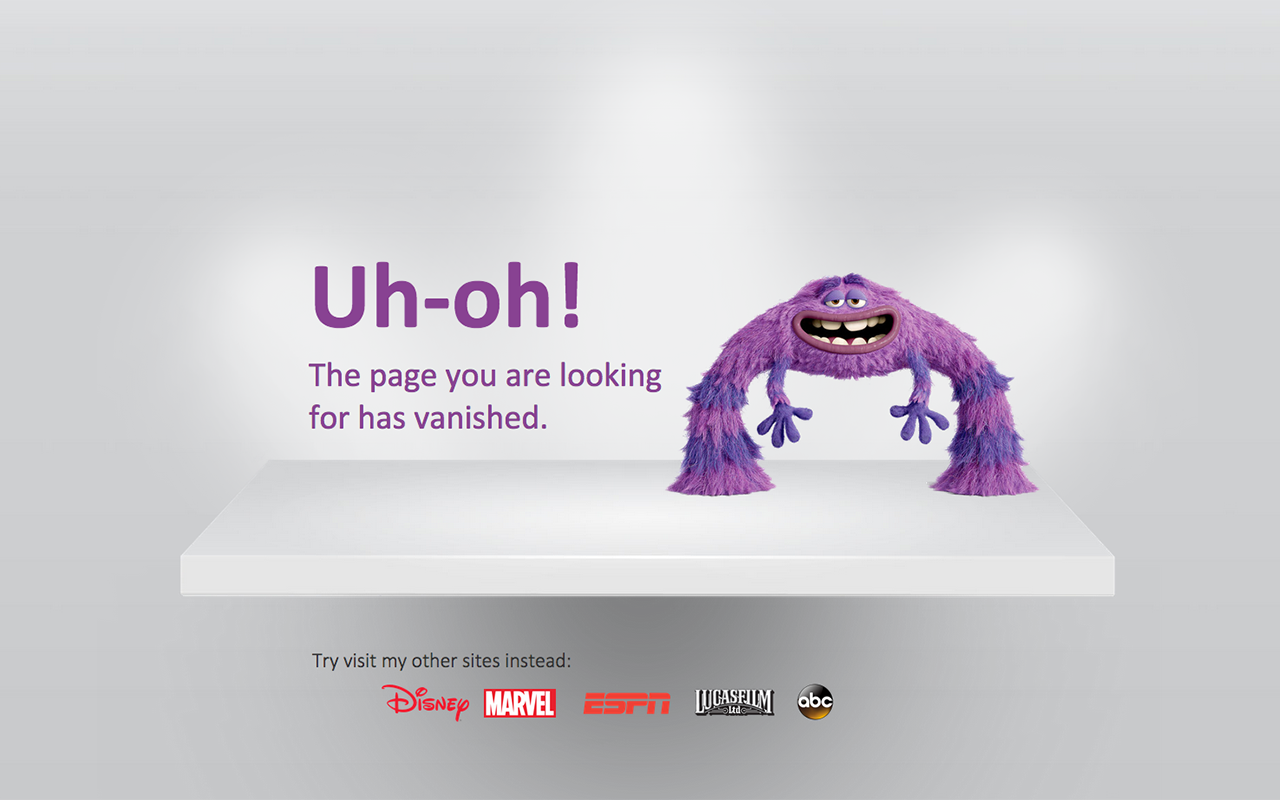 Uh-oh!
The page you are looking
for has vanished.
Try visit my other sites instead:
Disney MARVEL ESPN LUCASFILM Ltd abc